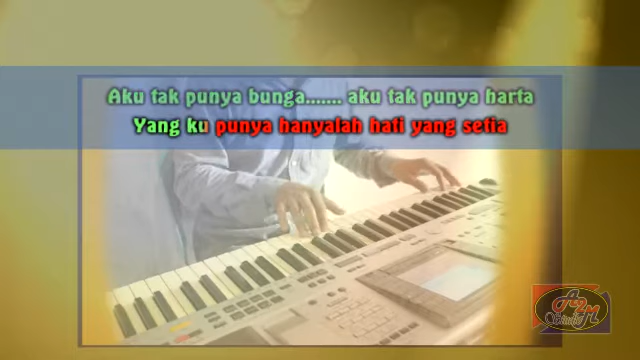 Aku tak punya bunga....... aku tak punya harta
Yang ku punya hanyalah hati yang setia